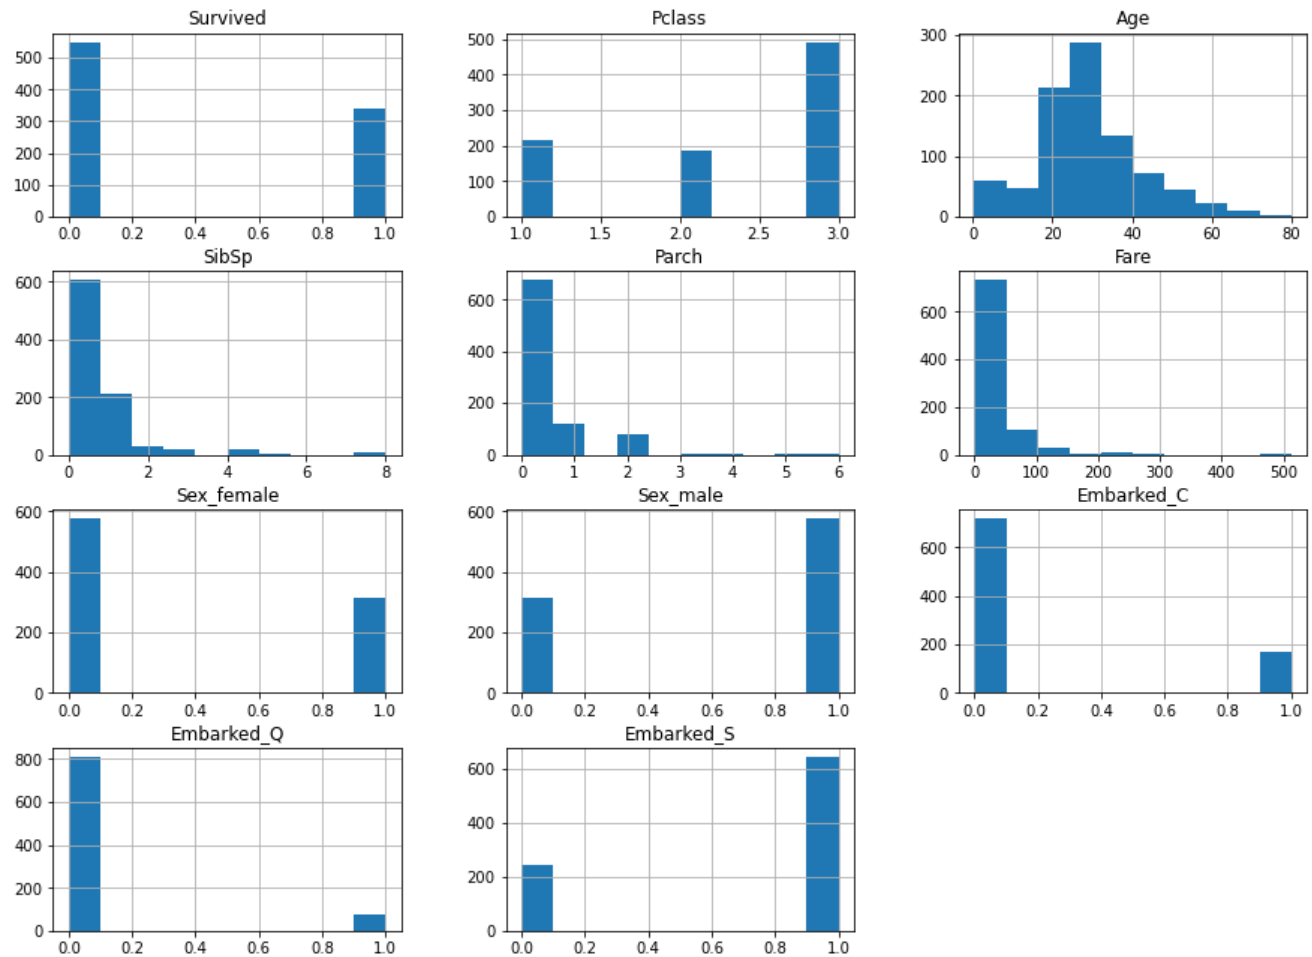 Survived Pclass Age
500 400 300 200 100 0
0.0 0.2 0.4 0.6 0.8 1.0
500 400 300 200 100 0
1.0 1.5 2.0 2.5 3.0
300 200 100 0
0 20 40 60 80
SibSp Parch Fare
600 400 200 0
0 2 4 6 8
600 400 200 0
0 1 2 3 4 5 6
600 400 200 0
0 100 200 300 400 500
Sex_female Sex_male Embarked_C
600 400 200 0
0.0 0.2 0.4 0.6 0.8 1.0
600 400 200 0
0.0 0.2 0.4 0.6 0.8 1.0
600 400 200 0
0.0 0.2 0.4 0.6 0.8 1.0
Embarked_Q Embarked_S
800 600 400 200 0
0.0 0.2 0.4 0.6 0.8 1.0
600 400 200 0
0.0 0.2 0.4 0.6 0.8 1.0